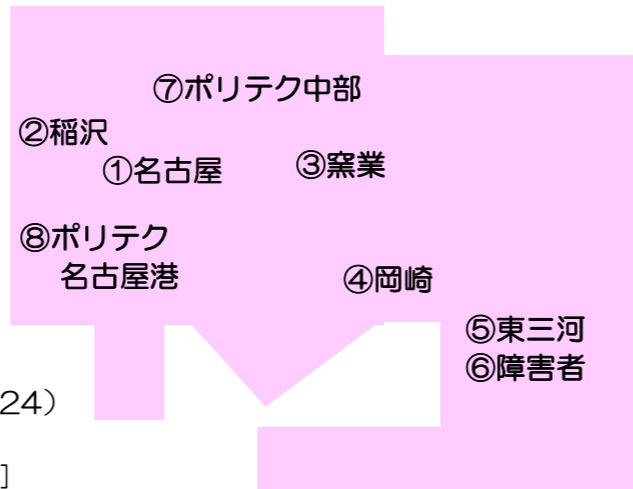 ⑦ポリテク中部
②稲沢
①名古屋
③窯業
⑧ポリテク
名古屋港
④岡崎
⑤東三河
⑥障害者
24）
]